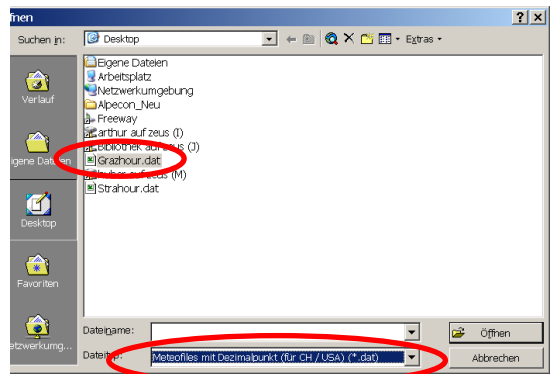 fnen
Suchen in:
Desktop
Extras
Verlauf
igene Dateien
Desktop
Favoriten
etzwerkumg...
Eigene Dateien
Arbeitsplatz
Netzwerkumgebung
Alpecon_Neu
Freeway
arthur auf zeus (I)
Bibliothek auf zeus (J)
Grazhour.dat
auf zeus (M)
Strahour.dat
Dateiname:
Öffnen
Dateityp:
Meteofiles mit Dezimalpunkt (für CH / USA) (*.dat)
Abbrechen